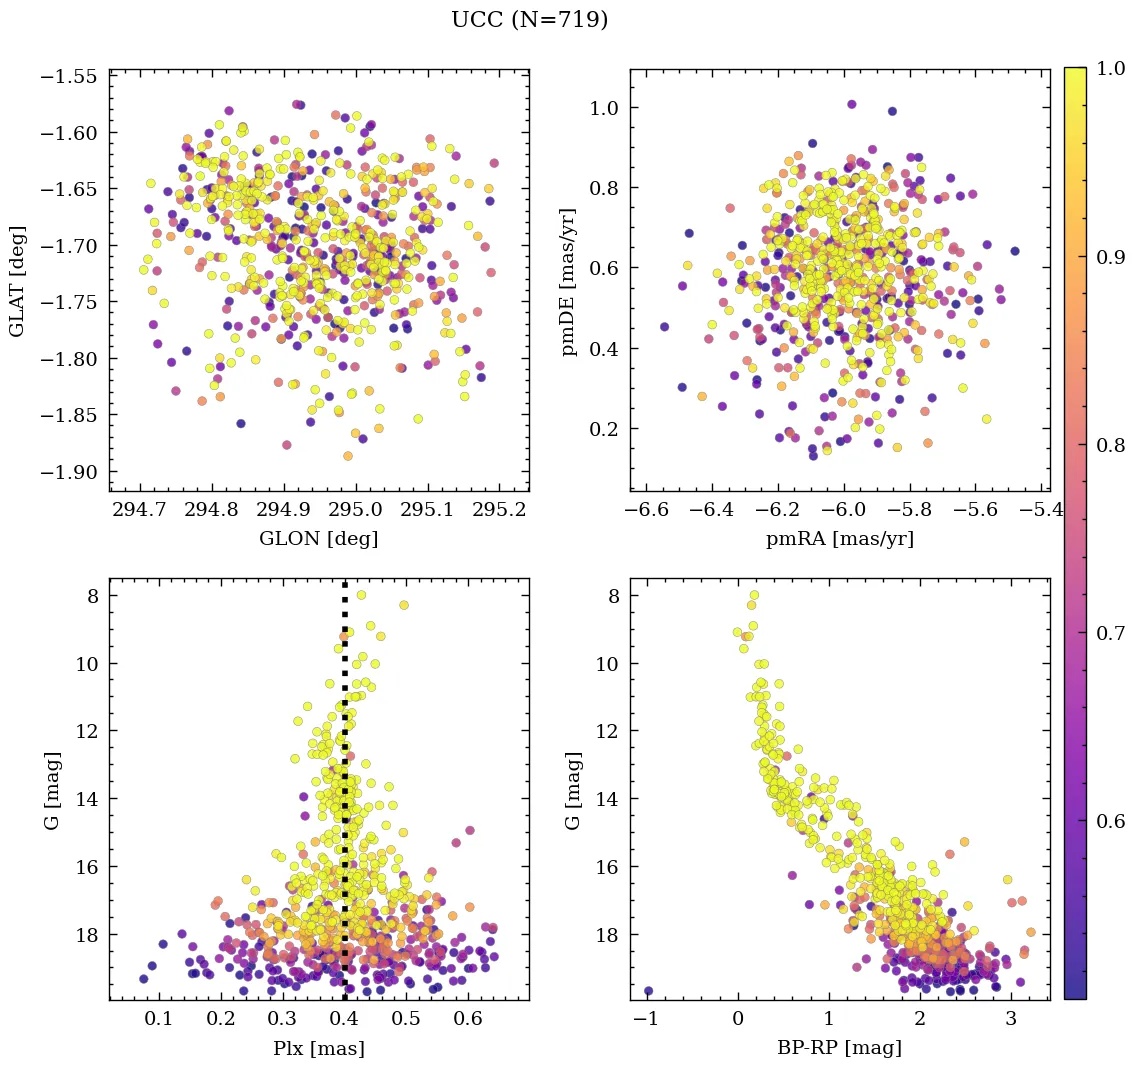 UCC (N=719)
−1.55
−1.60
−1.65
−1.70
−1.75
−1.80
−1.85
−1.90
GLAT [deg]
294.7 294.8 294.9 295.0 295.1 295.2
GLON [deg]
1.0
0.8
0.6
0.4
0.2
pmDE [mas/yr]
−6.6 −6.4 −6.2 −6.0 −5.8 −5.6 −5.4
pmRA [mas/yr]
8
10
12
14
16
18
G [mag]
0.1 0.2 0.3 0.4 0.5 0.6
Plx [mas]
8
10
12
14
16
18
G [mag]
−1 0 1 2 3
BP-RP [mag]
1.0
0.9
0.8
0.7
0.6